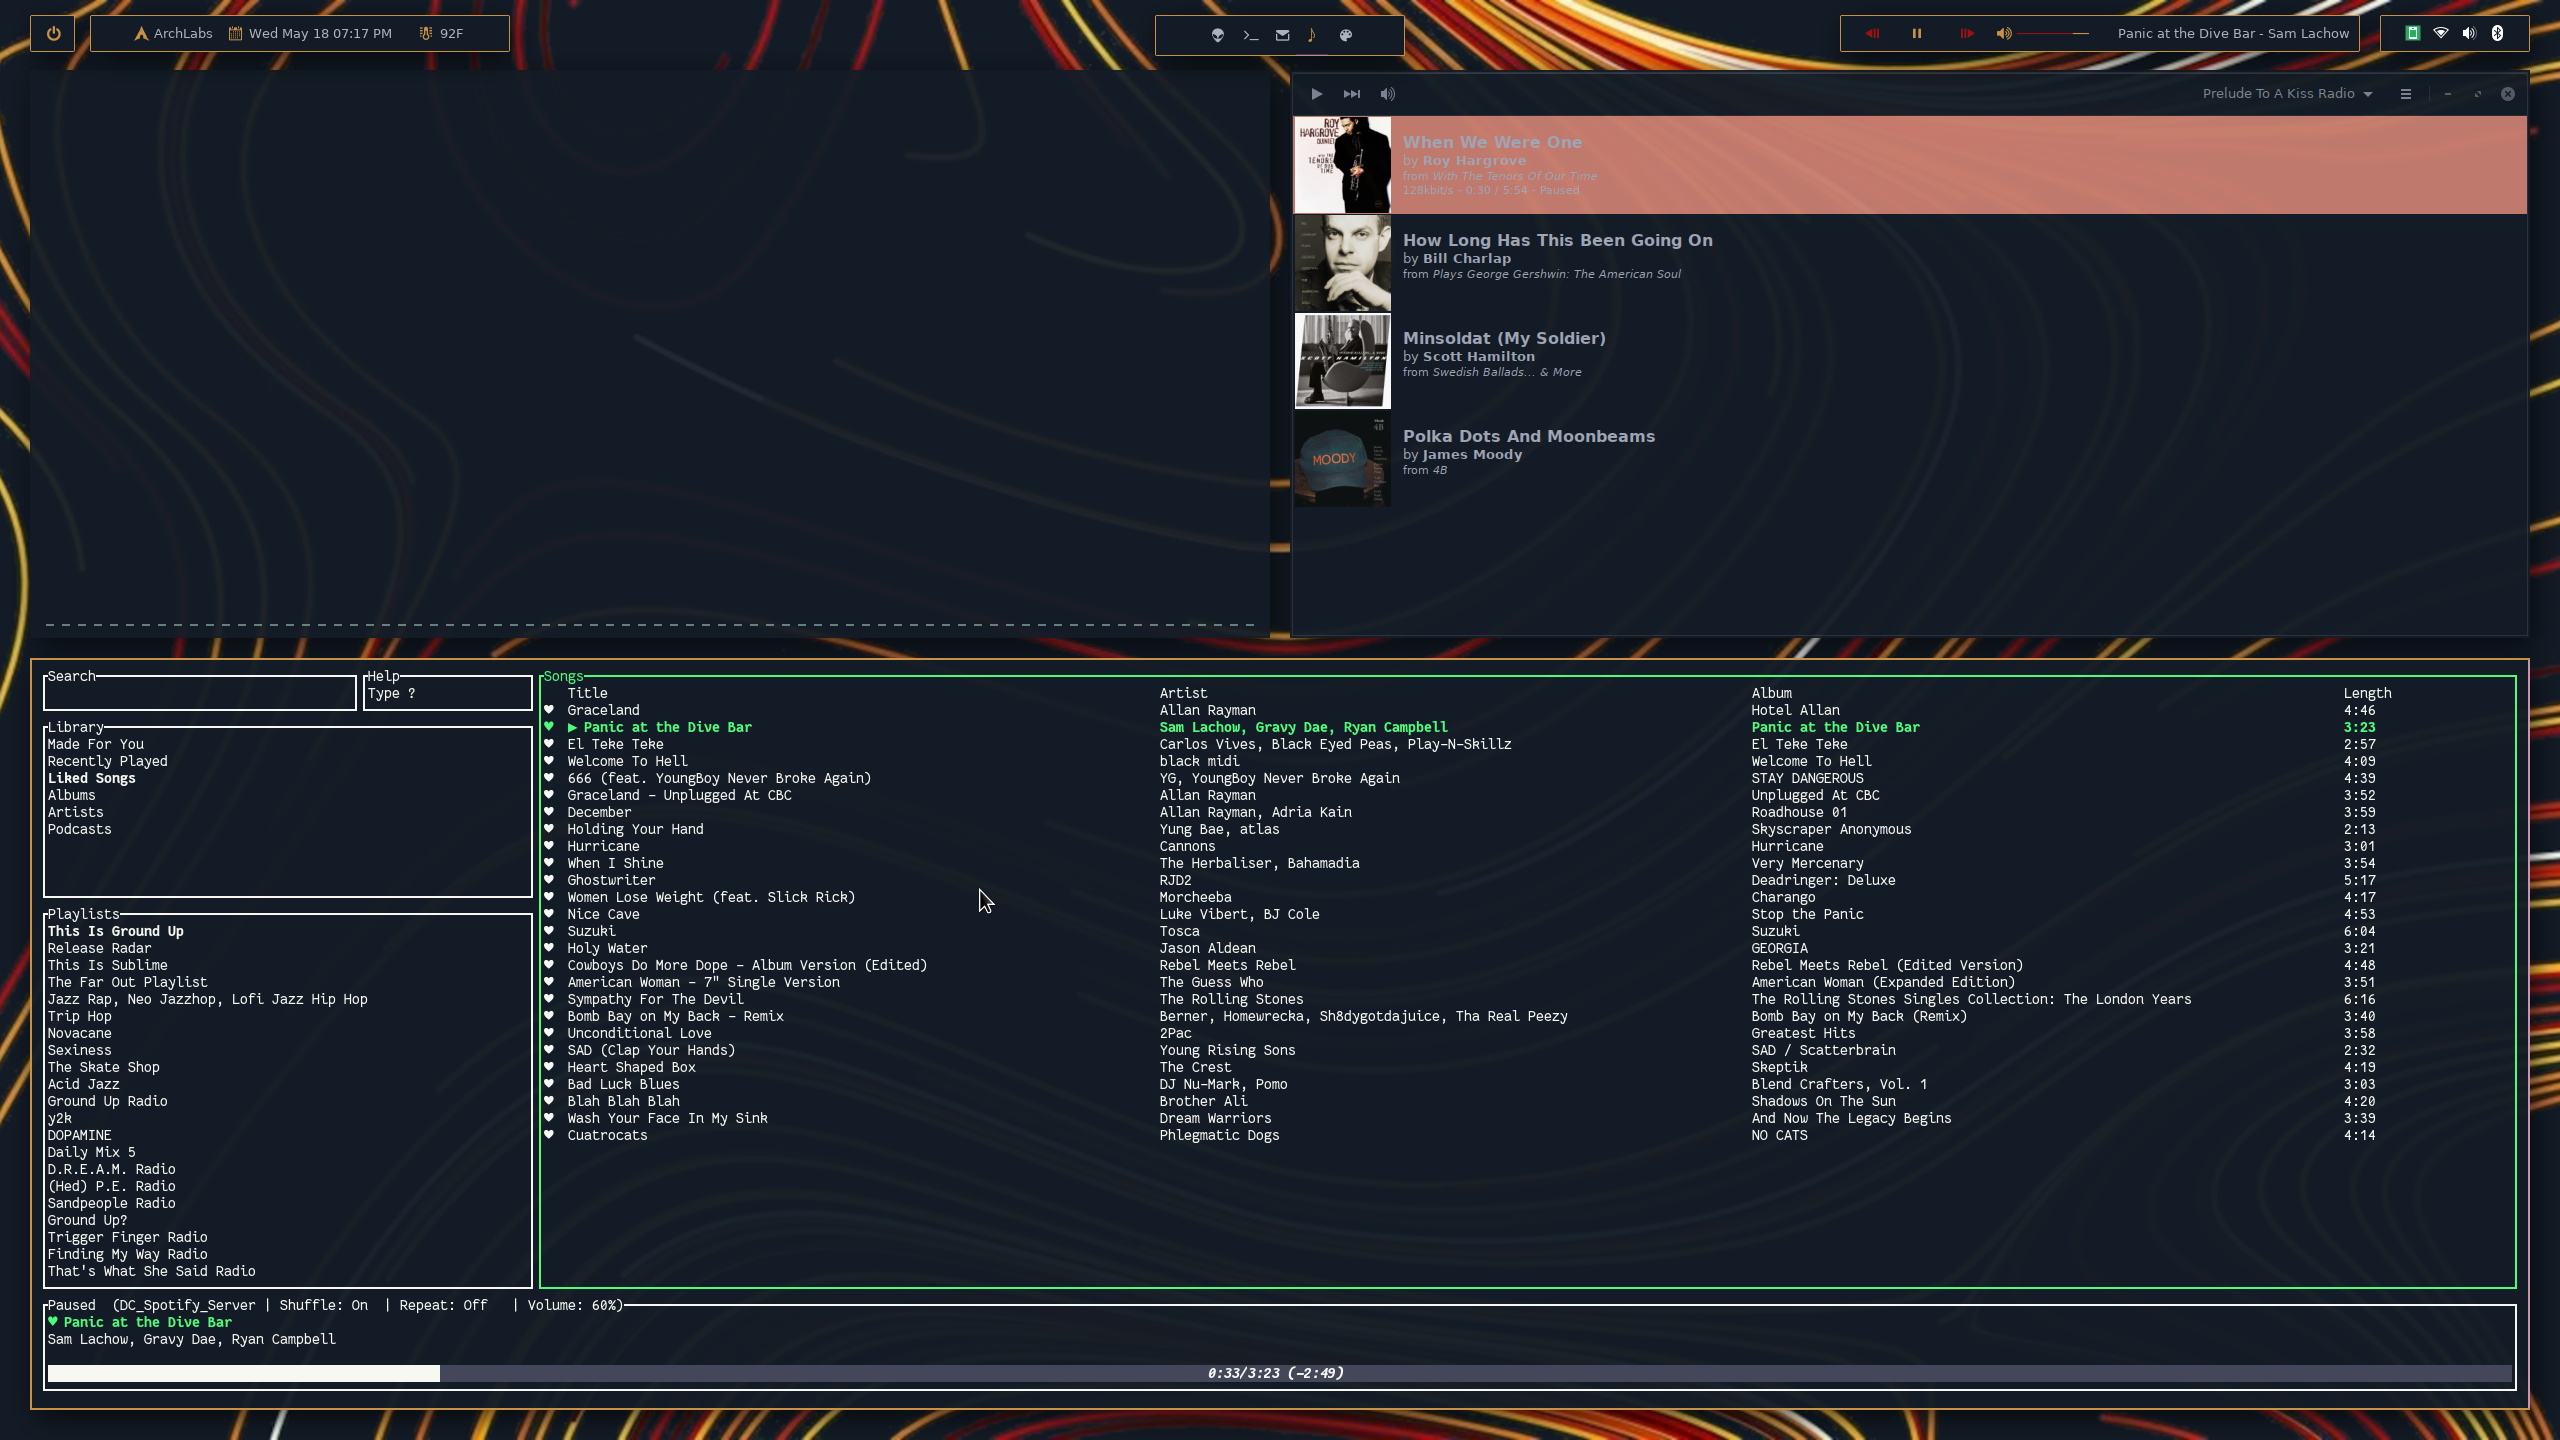 ArchLabs Wed May 18 07:17 PM 92F
Panic at the Dive Bar - Sam Lachow
Prelude To A Kiss Radio
ROY
HARGROVE
QUINTET
WITH THE
TENORS
OF OUR
TIME
When We Were One
by Roy Hargrove
from With The Tenors Of Our Time
128kbit/s - 0:30 / 5:54 - Paused
How Long Has This Been Going On
by Bill Charlap
from Plays George Gershwin: The American Soul
SCOTT HAMILTON
Minsoldat (My Soldier)
by Scott Hamilton
from Swedish Ballads... & More
4B
MOODY
Polka Dots And Moonbeams
by James Moody
from 4B
Search
Help
Type ?
Library
Made For You
Recently Played
Liked Songs
Albums
Artists
Podcasts
Playlists
This Is Ground Up
Release Radar
This Is Sublime
The Far Out Playlist
Jazz Rap, Neo Jazzhop, Lofi Jazz Hip Hop
Trip Hop
Novacane
Sexiness
The Skate Shop
Acid Jazz
Ground Up Radio
y2k
DOPAMINE
Daily Mix 5
D.R.E.A.M. Radio
(Hed) P.E. Radio
Sandpeople Radio
Ground Up?
Trigger Finger Radio
Finding My Way Radio
That's What She Said Radio
Songs
Title Artist Album Length
♥ Graceland Allan Rayman Hotel Allan 4:46
♥ ▶ Panic at the Dive Bar Sam Lachow, Gravy Dae, Ryan Campbell Panic at the Dive Bar 3:23
♥ El Teke Teke Carlos Vives, Black Eyed Peas, Play-N-Skillz El Teke Teke 2:57
♥ Welcome To Hell black midi Welcome To Hell 4:09
♥ 666 (feat. YoungBoy Never Broke Again) YG, YoungBoy Never Broke Again STAY DANGEROUS 4:39
♥ Graceland - Unplugged At CBC Allan Rayman Unplugged At CBC 3:52
♥ December Allan Rayman, Adria Kain Roadhouse 01 3:59
♥ Holding Your Hand Yung Bae, atlas Skyscraper Anonymous 2:13
♥ Hurricane Cannons Hurricane 3:01
♥ When I Shine The Herbaliser, Bahamadia Very Mercenary 3:54
♥ Ghostwriter RJD2 Deadringer: Deluxe 5:17
♥ Women Lose Weight (feat. Slick Rick) Morcheeba Charango 4:17
♥ Nice Cave Luke Vibert, BJ Cole Stop the Panic 4:53
♥ Suzuki Tosca Suzuki 6:04
♥ Holy Water Jason Aldean GEORGIA 3:21
♥ Cowboys Do More Dope - Album Version (Edited) Rebel Meets Rebel Rebel Meets Rebel (Edited Version) 4:48
♥ American Woman - 7" Single Version The Guess Who American Woman (Expanded Edition) 3:51
♥ Sympathy For The Devil The Rolling Stones The Rolling Stones Singles Collection: The London Years 6:16
♥ Bomb Bay on My Back - Remix Berner, Homewrecka, Sh8dygotdajuice, Tha Real Peezy Bomb Bay on My Back (Remix) 3:40
♥ Unconditional Love 2Pac Greatest Hits 3:58
♥ SAD (Clap Your Hands) Young Rising Sons SAD / Scatterbrain 2:32
♥ Heart Shaped Box The Crest Skeptik 4:19
♥ Bad Luck Blues DJ Nu-Mark, Pomo Blend Crafters, Vol. 1 3:03
♥ Blah Blah Blah Brother Ali Shadows On The Sun 4:20
♥ Wash Your Face In My Sink Dream Warriors And Now The Legacy Begins 3:39
♥ Cuatrocats Phlegmatic Dogs NO CATS 4:14
Paused (DC_Spotify_Server | Shuffle: On | Repeat: Off | Volume: 60%)
♥ Panic at the Dive Bar
Sam Lachow, Gravy Dae, Ryan Campbell
0:33/3:23 (-2:49)